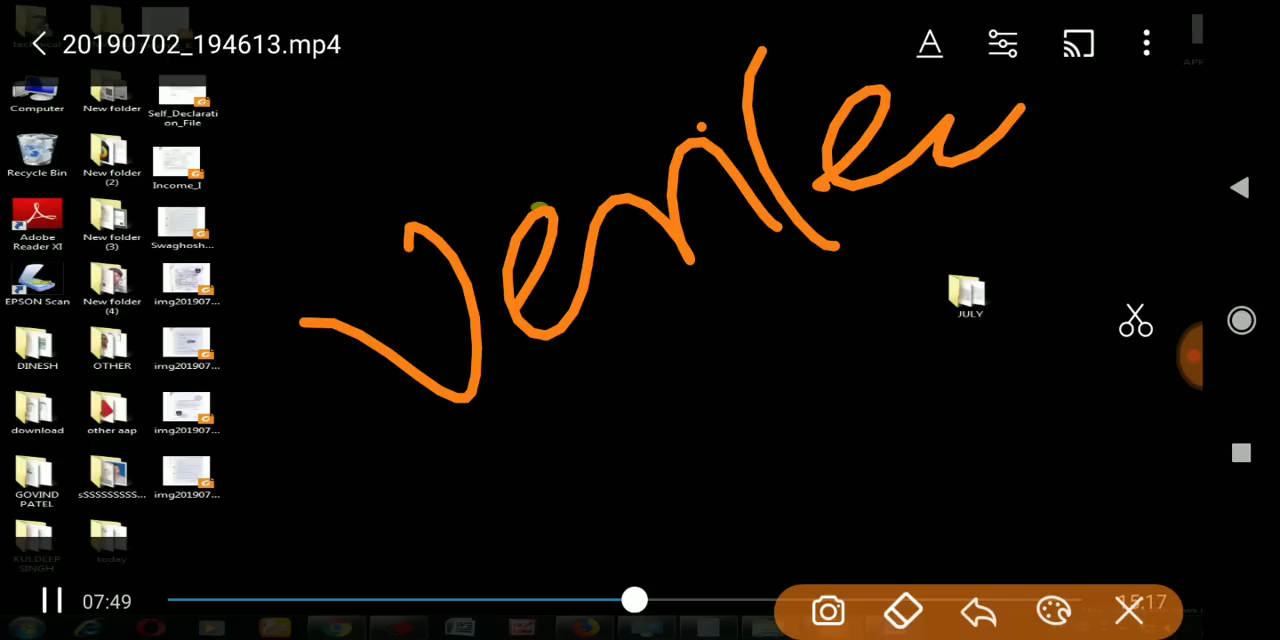 20190702_194613.mp4
Computer
New folder
Self_Declarati
on_File
Recycle Bin
New folder
(2)
Income_I
Adobe
Reader XI
New folder
(3)
Swaghosh...
EPSON Scan
New folder
(4)
img201907...
DINESH
OTHER
img201907...
JULY
download
other aap
img201907...
GOVIND
PATEL
sSSSSSSSSS...
img201907...
KULDEEP
SINGH
today
07:49
15:17